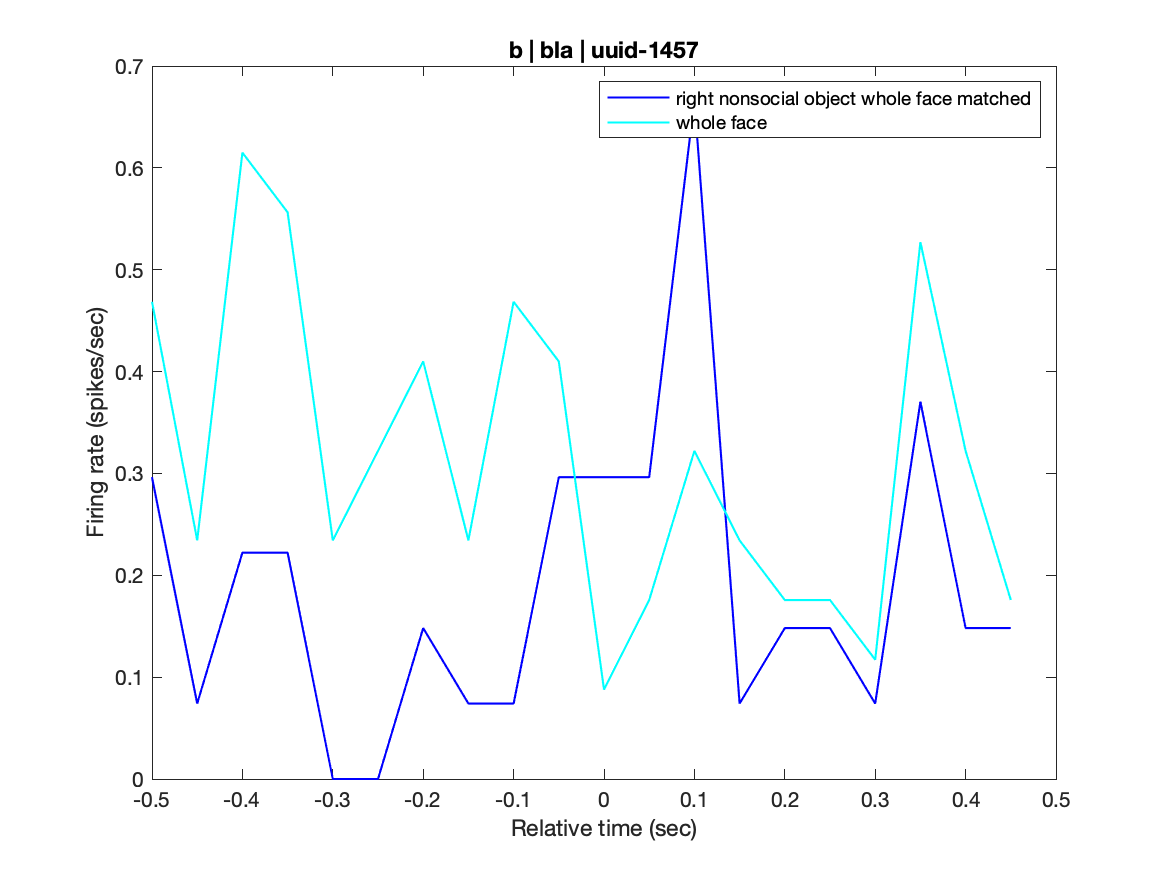 b | bla | uuid-1457
0.7
right nonsocial object whole face matched
whole face
0.6
0.5
0.4
0.3
0.2
0.1
0
Firing rate (spikes/sec)
-0.5 -0.4 -0.3 -0.2 -0.1 0 0.1 0.2 0.3 0.4 0.5
Relative time (sec)